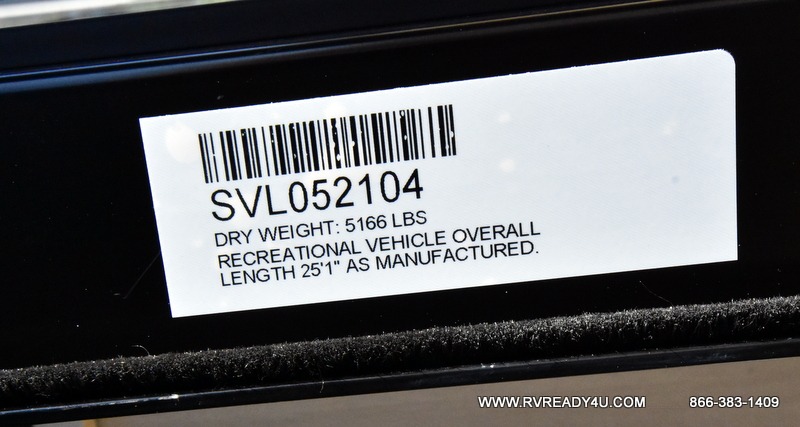 SVL052104
DRY WEIGHT: 5166 LBS
RECREATIONAL VEHICLE OVERALL
LENGTH 25'1" AS MANUFACTURED.
WWW.RVREADY4U.COM 866-383-1409